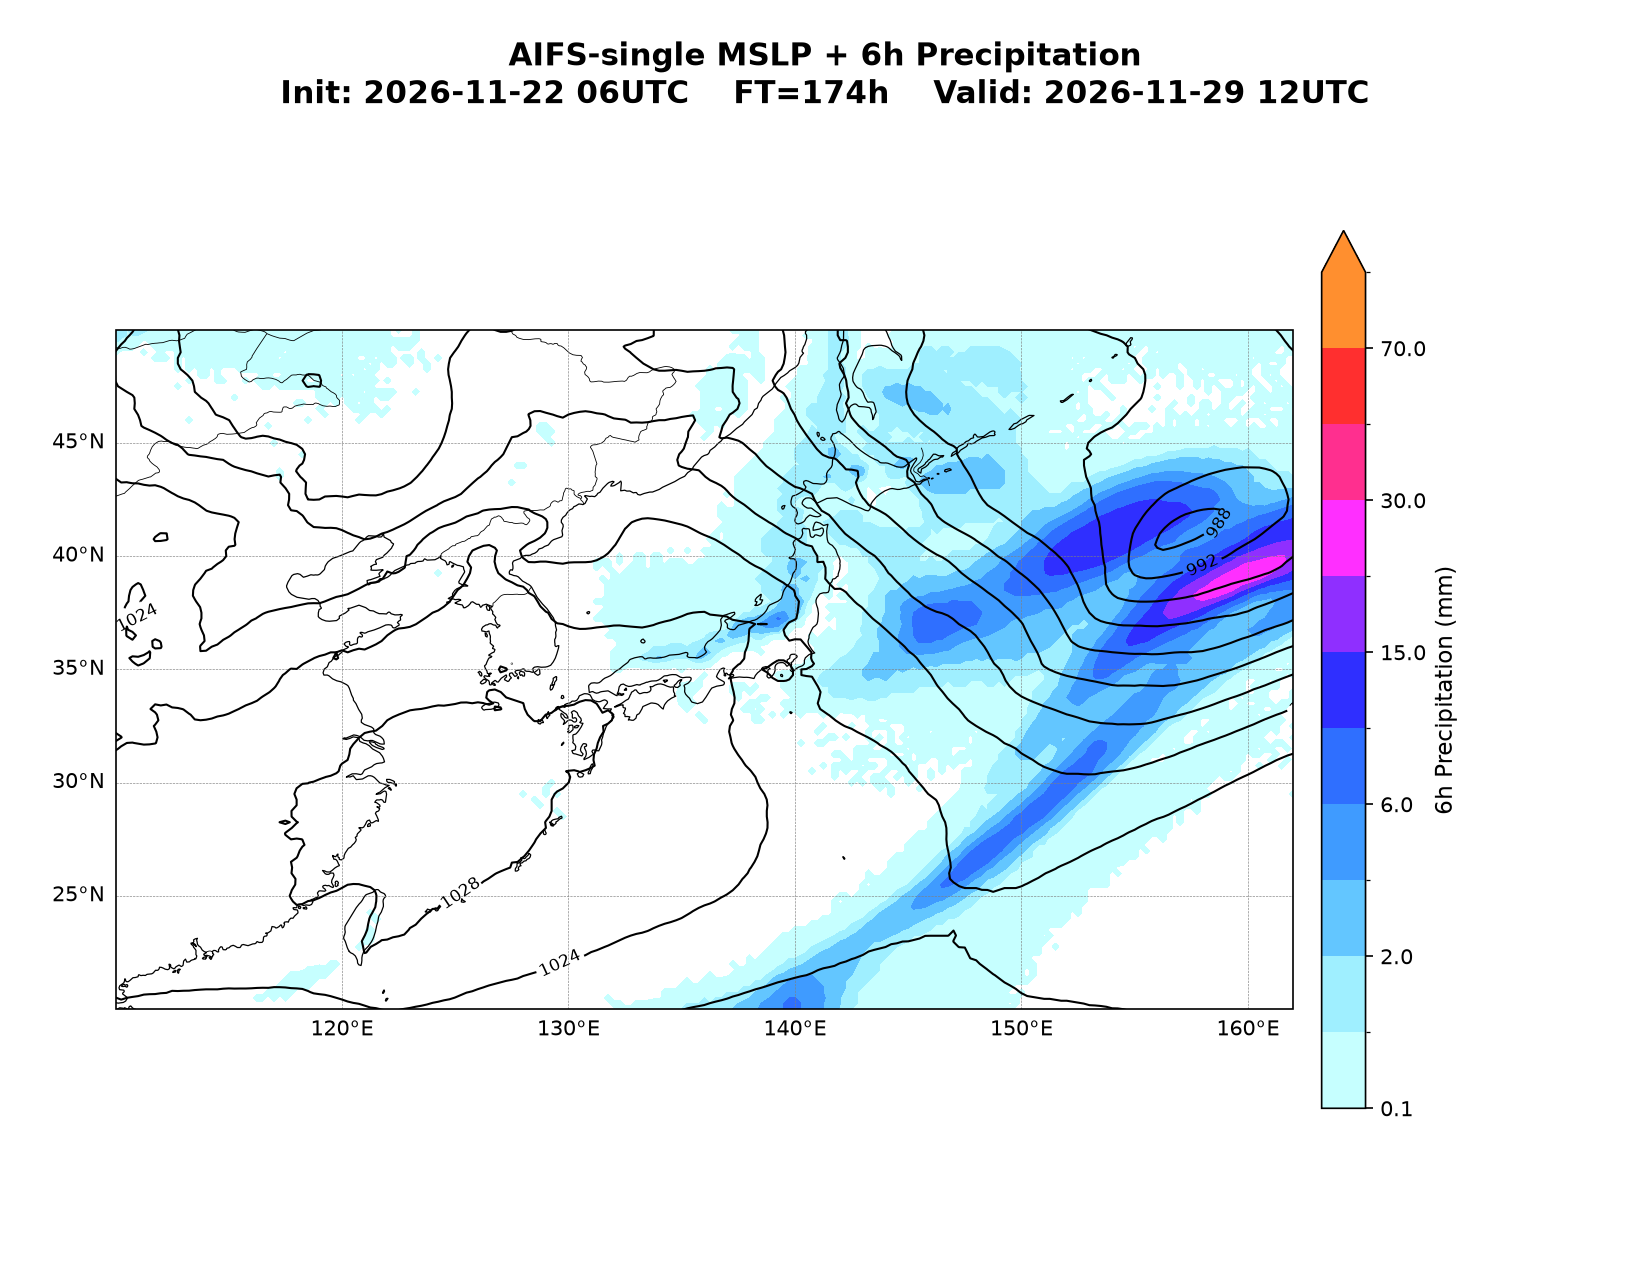 AIFS-single MSLP + 6h Precipitation
Init: 2026-11-22 06UTC    FT=174h    Valid: 2026-11-29 12UTC
70.0
30.0
15.0
6.0
2.0
0.1
6h Precipitation (mm)
45°N
40°N
35°N
30°N
25°N
120°E
130°E
140°E
150°E
160°E
988
992
1024
1028
1024